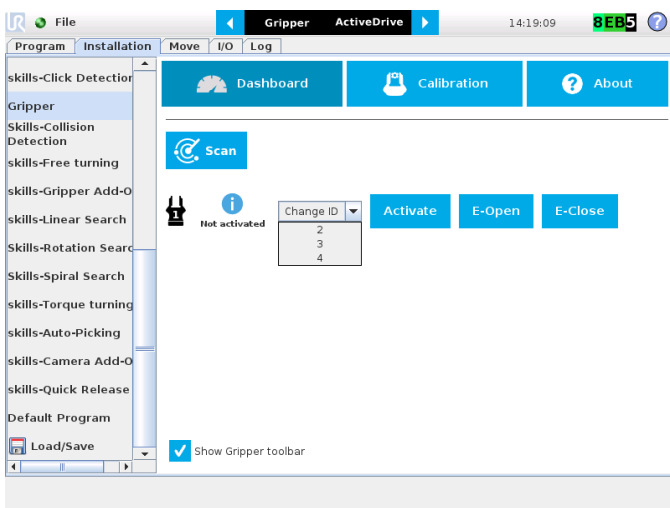 UR File Gripper ActiveDrive 14:19:09 8EB5 ?
Program Installation Move I/O Log
skills-Click Detection
Gripper
Skills-Collision
Detection
skills-Free turning
skills-Gripper Add-O
skills-Linear Search
Skills-Rotation Searc
skills-Spiral Search
skills-Torque turning
skills-Auto-Picking
skills-Camera Add-O
skills-Quick Release
Default Program
Load/Save
Dashboard Calibration ? About
Scan
1 i Not activated Change ID Activate E-Open E-Close
2
3
4
Show Gripper toolbar